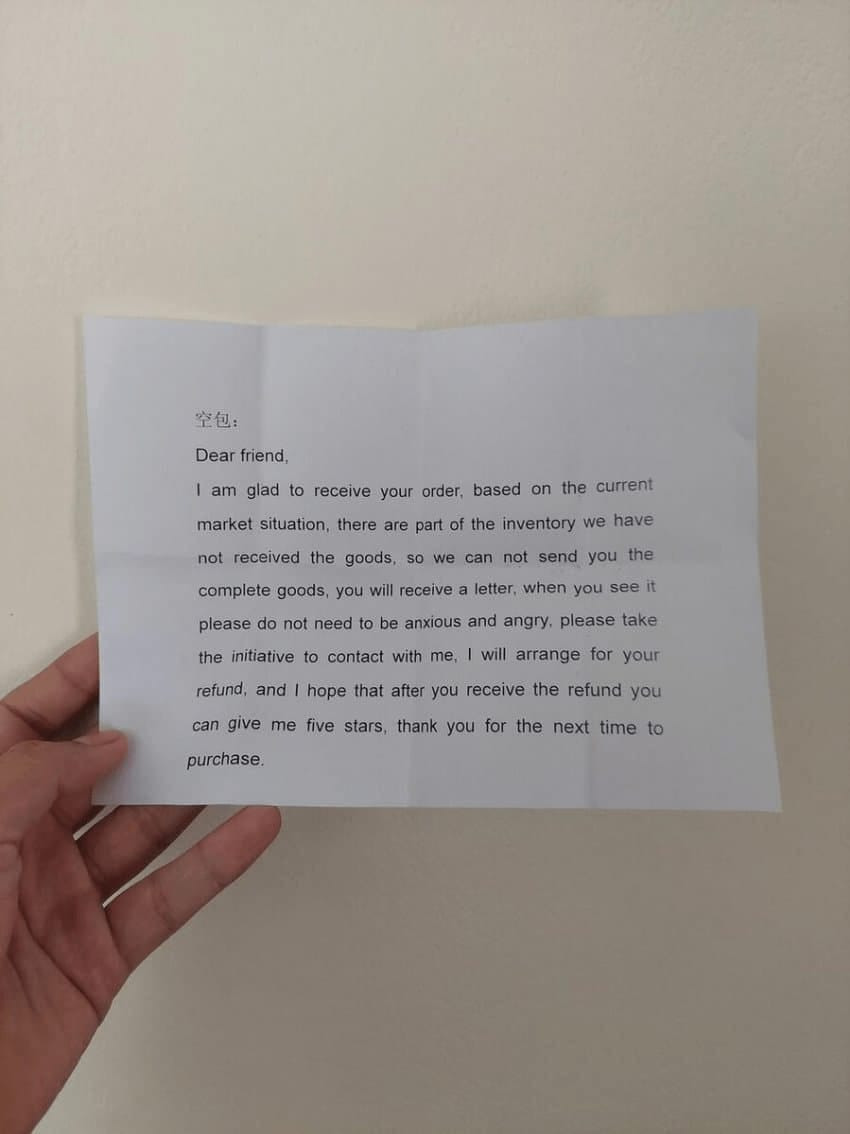 空包：
Dear friend,
I am glad to receive your order, based on the current
market situation, there are part of the inventory we have
not received the goods, so we can not send you the
complete goods, you will receive a letter, when you see it
please do not need to be anxious and angry, please take
the initiative to contact with me, I will arrange for your
refund, and I hope that after you receive the refund you
can give me five stars, thank you for the next time to
purchase.